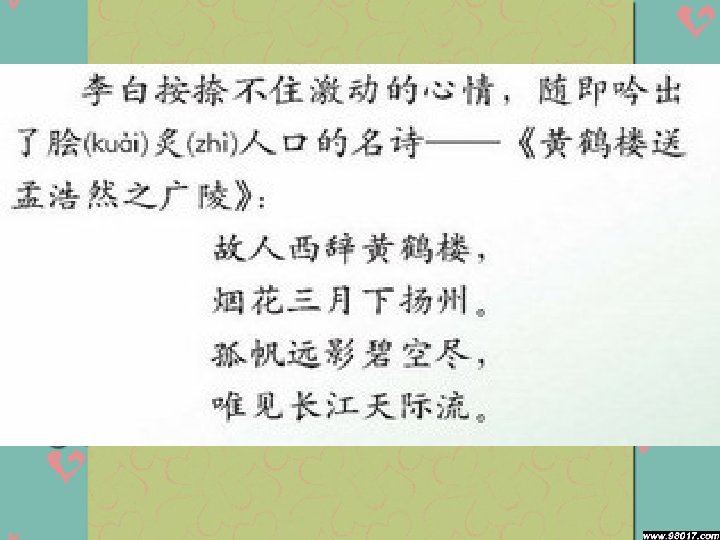 李白按捺不住激动的心情，随即吟出
了脍(kuài)炙(zhì)人口的名诗——《黄鹤楼送
孟浩然之广陵》：
故人西辞黄鹤楼，
烟花三月下扬州。
孤帆远影碧空尽，
唯见长江天际流。
www.98017.com